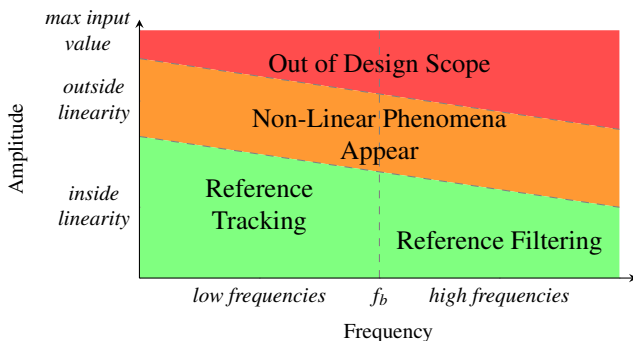 max input
value
Out of Design Scope
outside
linearity
Non-Linear Phenomena
Appear
Amplitude
inside
linearity
Reference
Tracking
Reference Filtering
low frequencies
f_b
high frequencies
Frequency